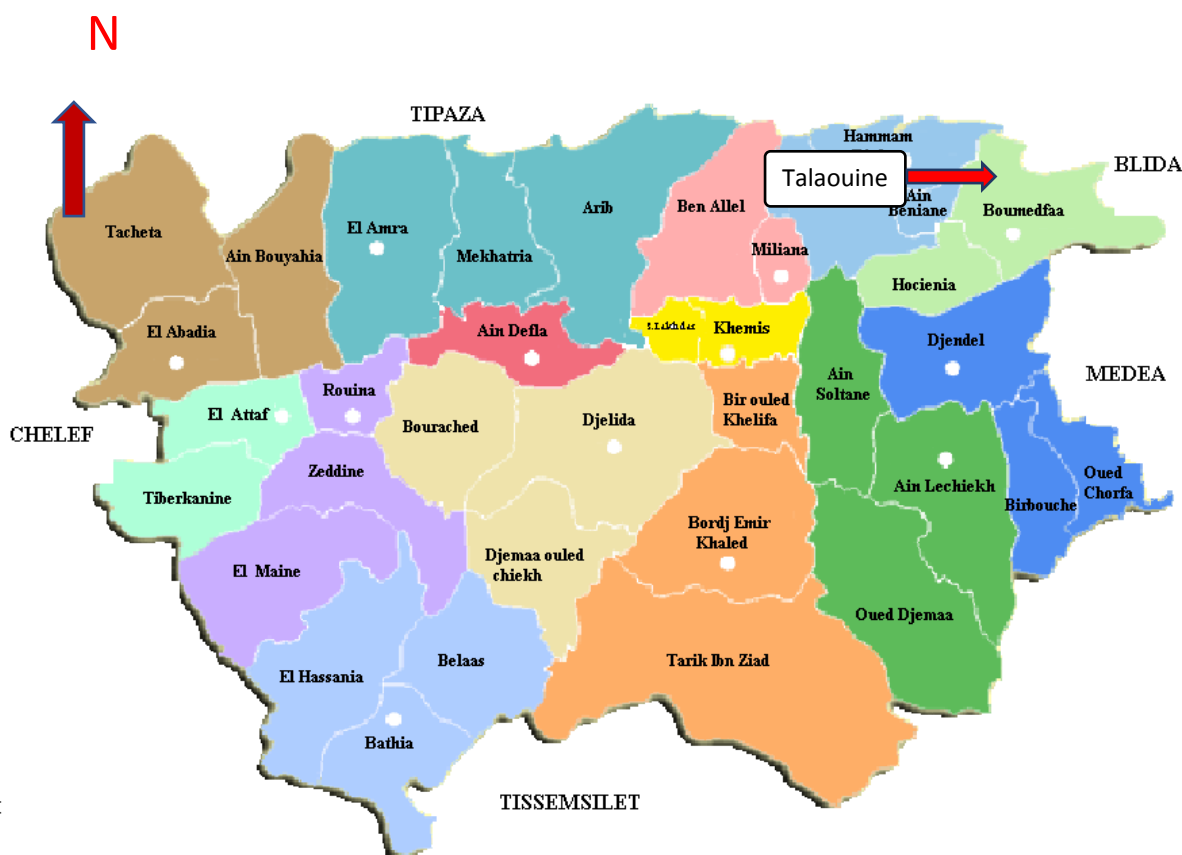 N
TIPAZA
Hammam
BLIDA
Talaouine
Ain
Beniane
Boumedfaa
Tacheta
Ain Bouyahia
El Amra
Mekhatria
Arib
Ben Allel
Miliana
Hocienia
El Abadia
Ain Defla
S.Lakhdar
Khemis
Djendel
MEDEA
Ain
Soltane
Rouina
El Attaf
Bourached
Djelida
Bir ouled
Khelifa
CHELEF
Zeddine
Tiberkanine
Ain Lechiekh
Birbouche
Oued
Chorfa
Bordj Emir
Khaled
Djemaa ouled
chiekh
El Maine
Oued Djemaa
El Hassania
Belaas
Tarik Ibn Ziad
Bathia
TISSEMSILET